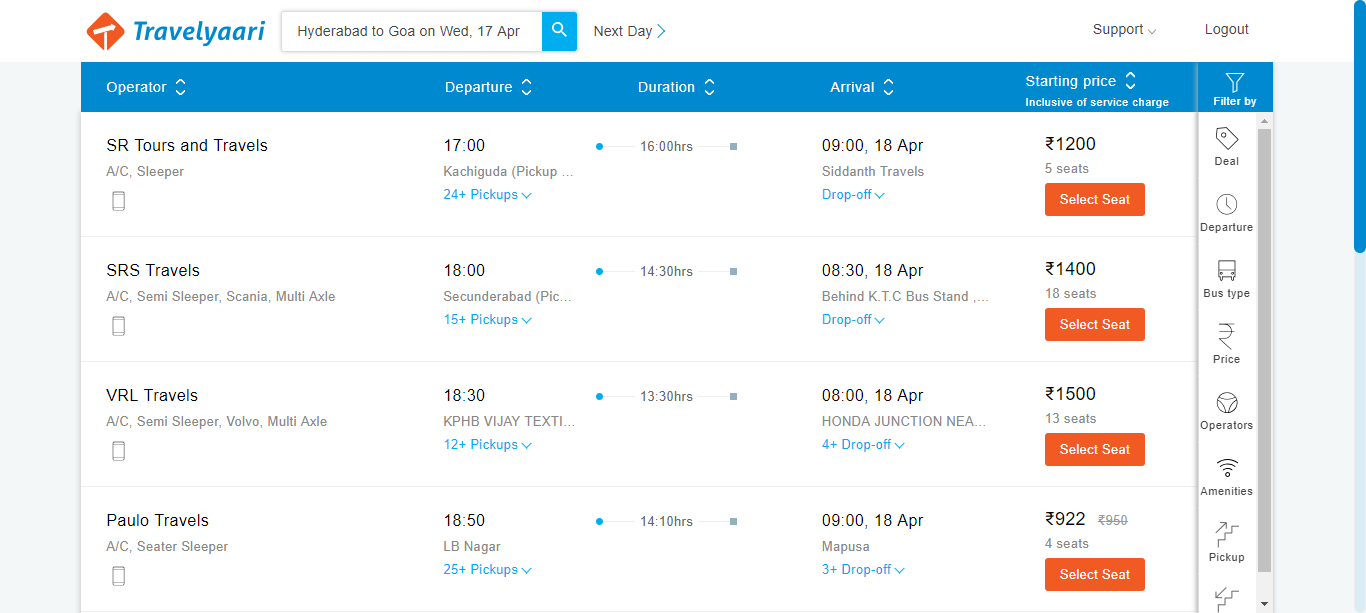 Travelyaari
Hyderabad to Goa on Wed, 17 Apr
Next Day
Support
Logout
Operator
Departure
Duration
Arrival
Starting price
Inclusive of service charge
Filter by
SR Tours and Travels
A/C, Sleeper
17:00
Kachiguda (Pickup ...
24+ Pickups
16:00hrs
09:00, 18 Apr
Siddanth Travels
Drop-off
₹1200
5 seats
Select Seat
SRS Travels
A/C, Semi Sleeper, Scania, Multi Axle
18:00
Secunderabad (Pic...
15+ Pickups
14:30hrs
08:30, 18 Apr
Behind K.T.C Bus Stand ,...
Drop-off
₹1400
18 seats
Select Seat
VRL Travels
A/C, Semi Sleeper, Volvo, Multi Axle
18:30
KPHB VIJAY TEXTI...
12+ Pickups
13:30hrs
08:00, 18 Apr
HONDA JUNCTION NEA...
4+ Drop-off
₹1500
13 seats
Select Seat
Paulo Travels
A/C, Seater Sleeper
18:50
LB Nagar
25+ Pickups
14:10hrs
09:00, 18 Apr
Mapusa
3+ Drop-off
₹922 ₹950
4 seats
Select Seat
Deal
Departure
Bus type
Price
Operators
Amenities
Pickup